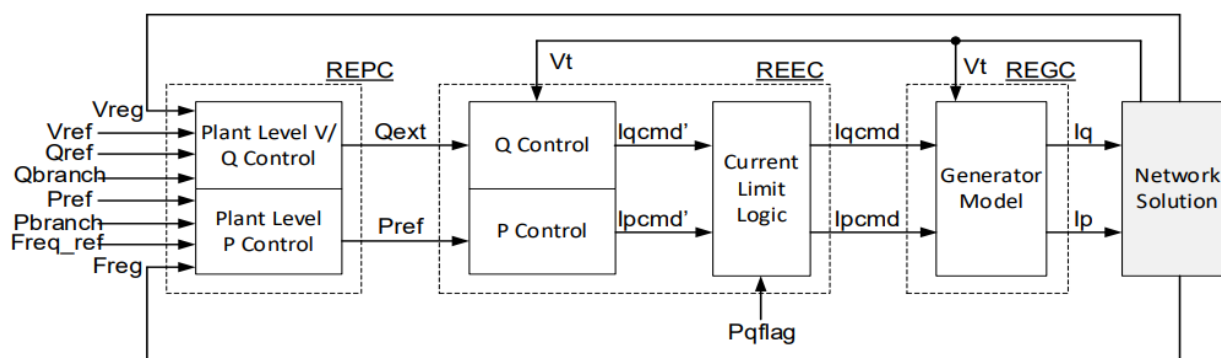 REPC
REEC
REGC
Vt
Vt
Vreg
Vref
Qref
Qbranch
Pref
Pbranch
Freq_ref
Freg
Plant Level V/
Q Control
Plant Level
P Control
Qext
Pref
Q Control
P Control
Iqcmd’
Ipcmd’
Current
Limit
Logic
Pqflag
Iqcmd
Ipcmd
Generator
Model
Iq
Ip
Network
Solution